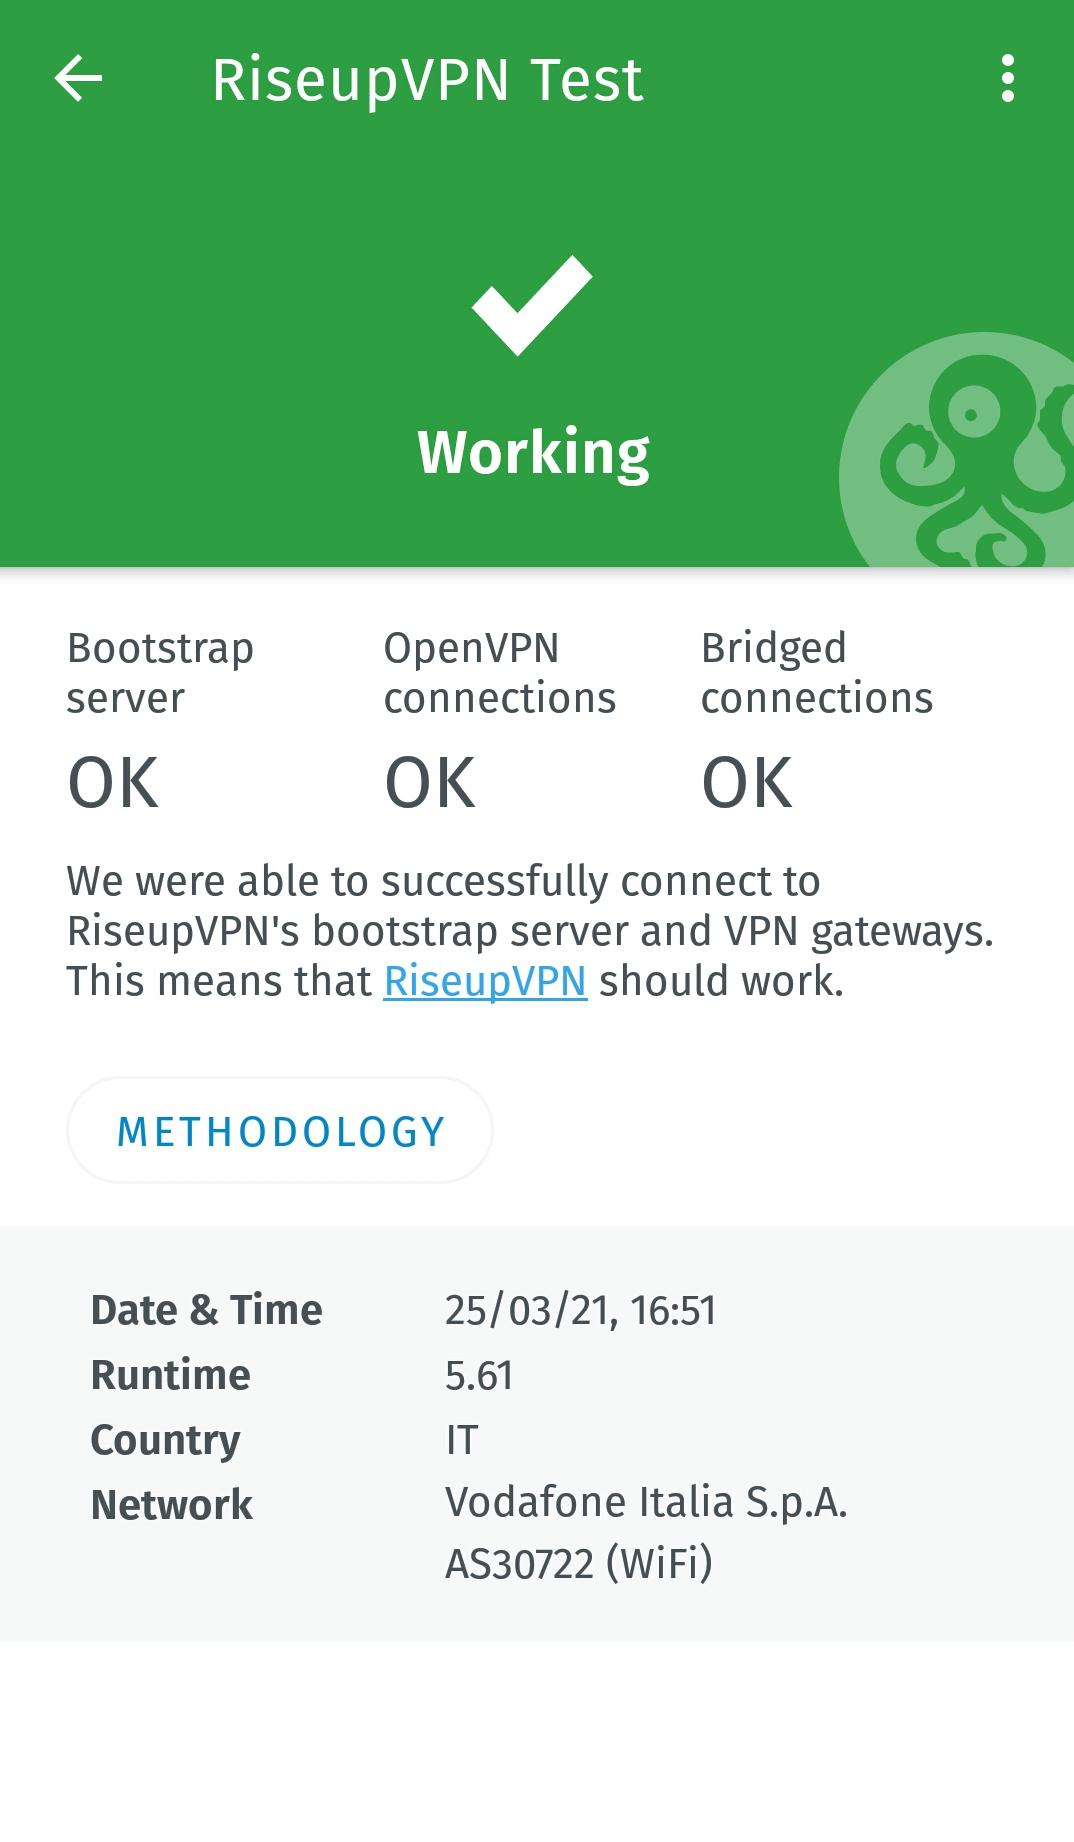 RiseupVPN Test
Working
Bootstrap server
OK
OpenVPN connections
OK
Bridged connections
OK
We were able to successfully connect to
RiseupVPN's bootstrap server and VPN gateways.
This means that RiseupVPN should work.
METHODOLOGY
Date & Time 25/03/21, 16:51
Runtime 5.61
Country IT
Network Vodafone Italia S.p.A.
AS30722 (WiFi)